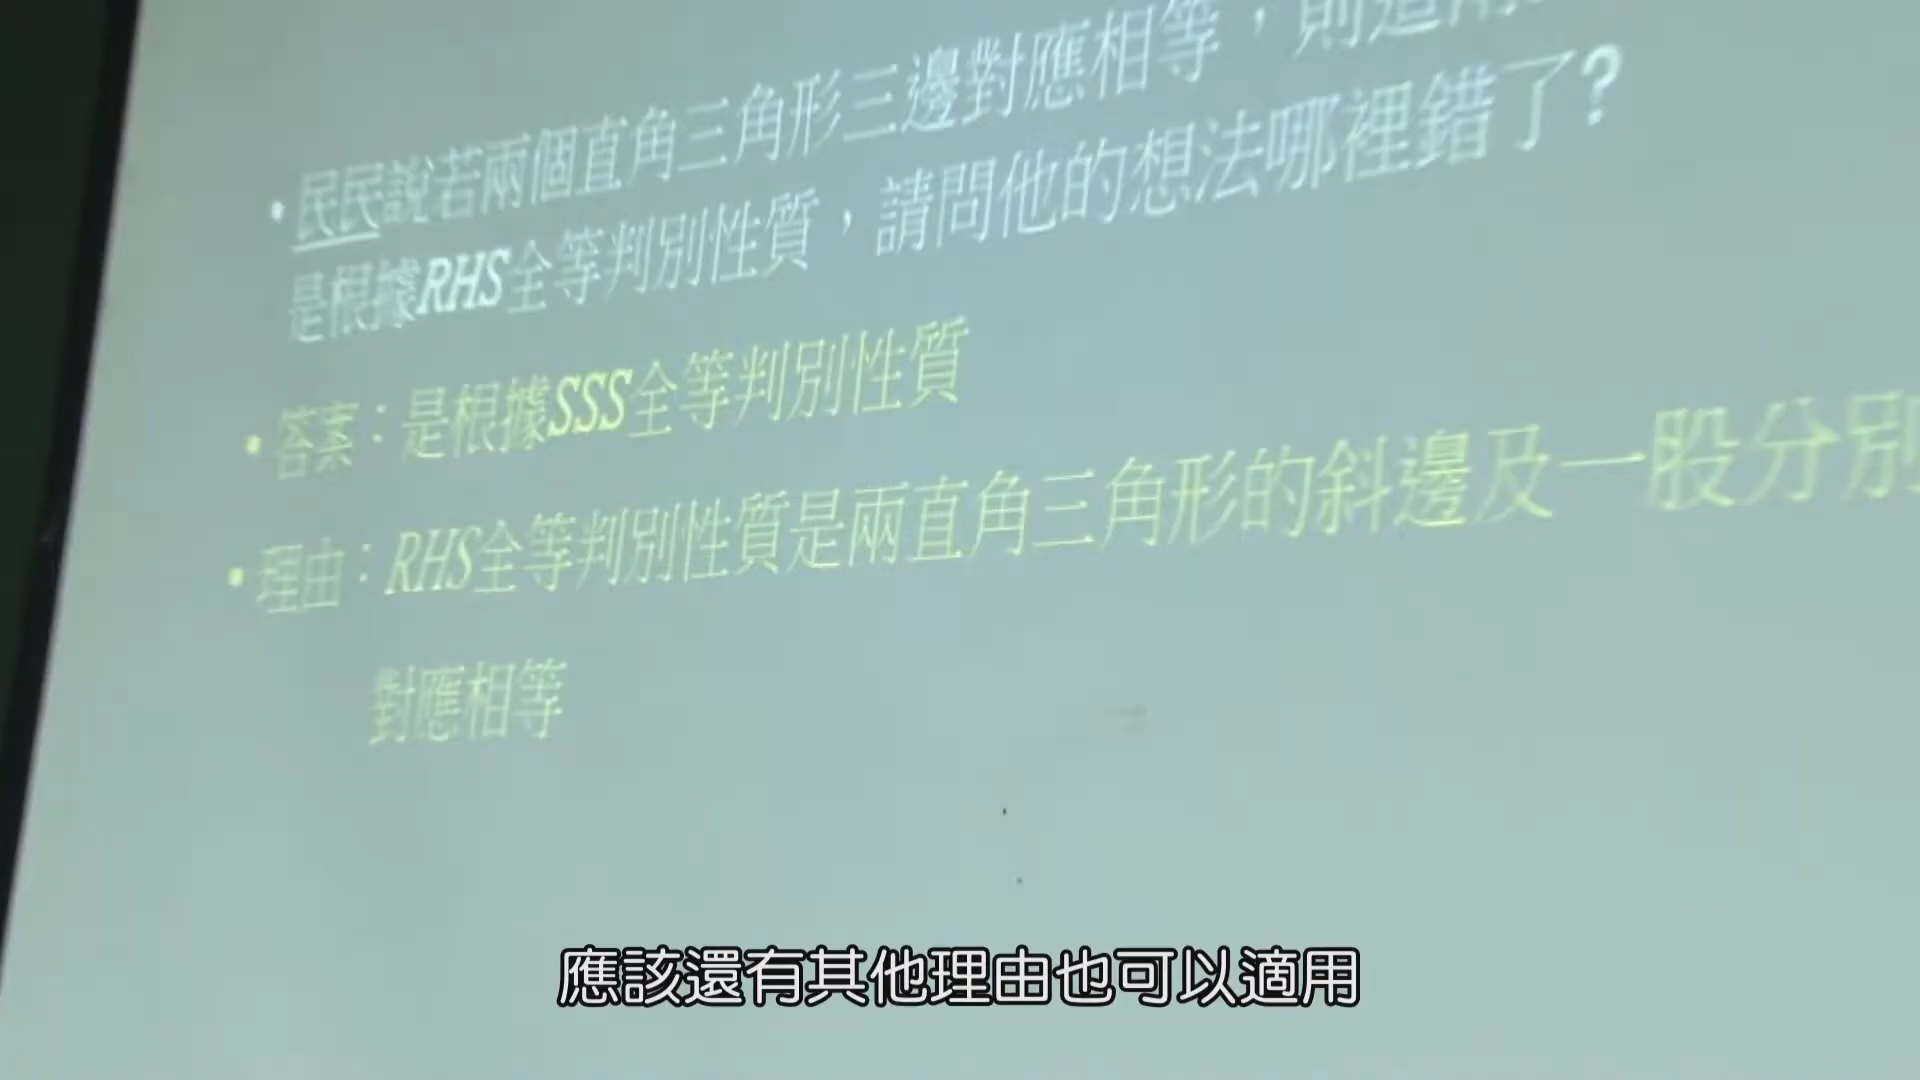 •民民說若兩個直角三角形三邊對應相等，則這兩
是根據RHS全等判別性質，請問他的想法哪裡錯了?
•答案：是根據SSS全等判別性質
•理由：RHS全等判別性質是兩直角三角形的斜邊及一股分別
對應相等
應該還有其他理由也可以適用